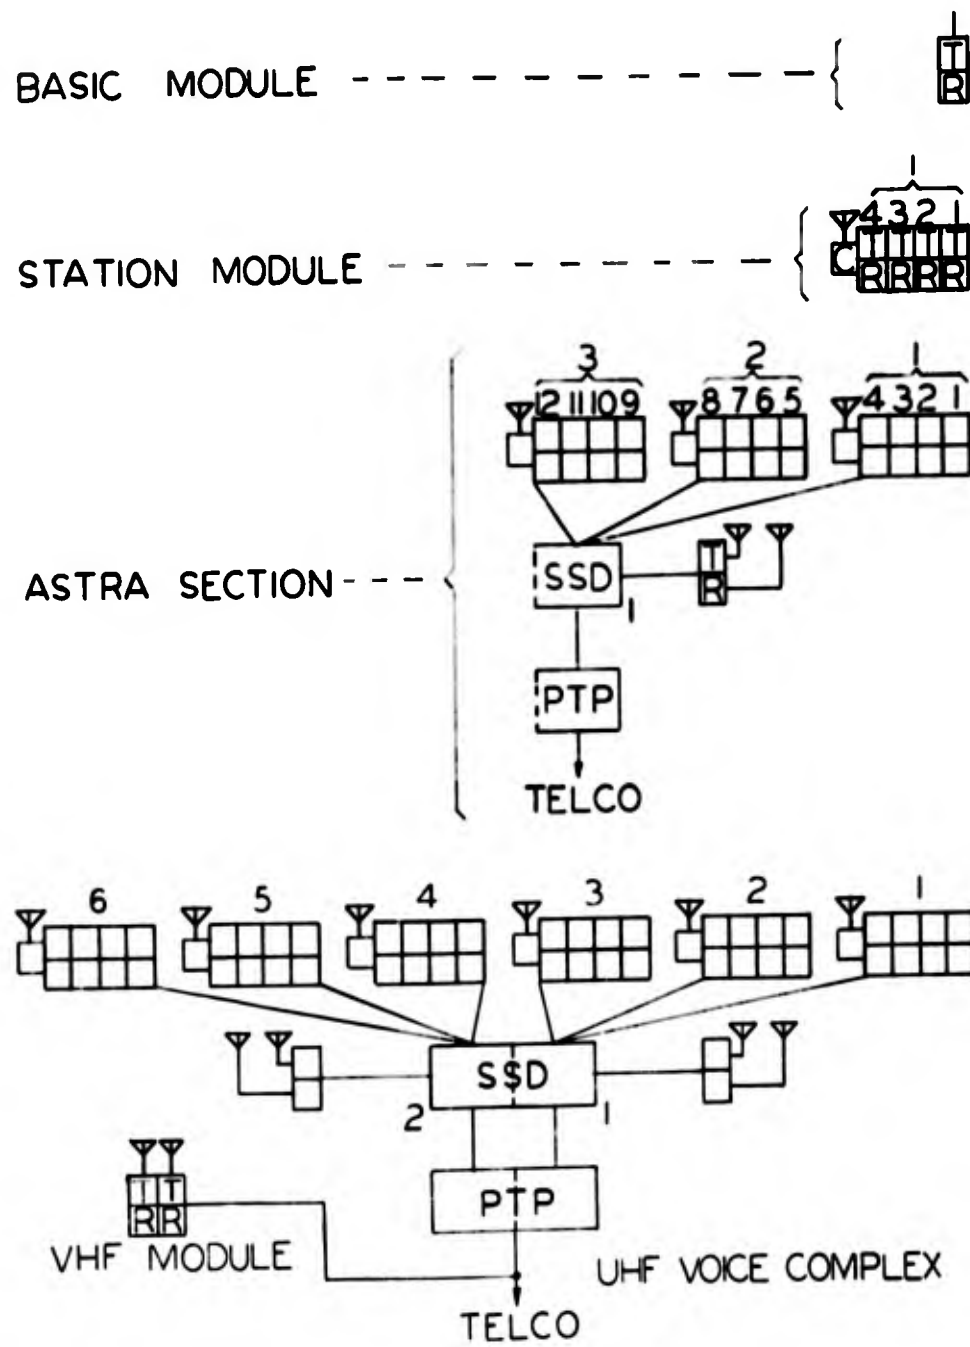 BASIC MODULE
T
R
1
4 3 2 1
C T T T T
R R R R
STATION MODULE
3 2 1
12 11 10 9 8 7 6 5 4 3 2 1
ASTRA SECTION
SSD
T
R
1
PTP
TELCO
6 5 4 3 2 1
SSD
2 1
T T
R R
PTP
VHF MODULE
UHF VOICE COMPLEX
TELCO